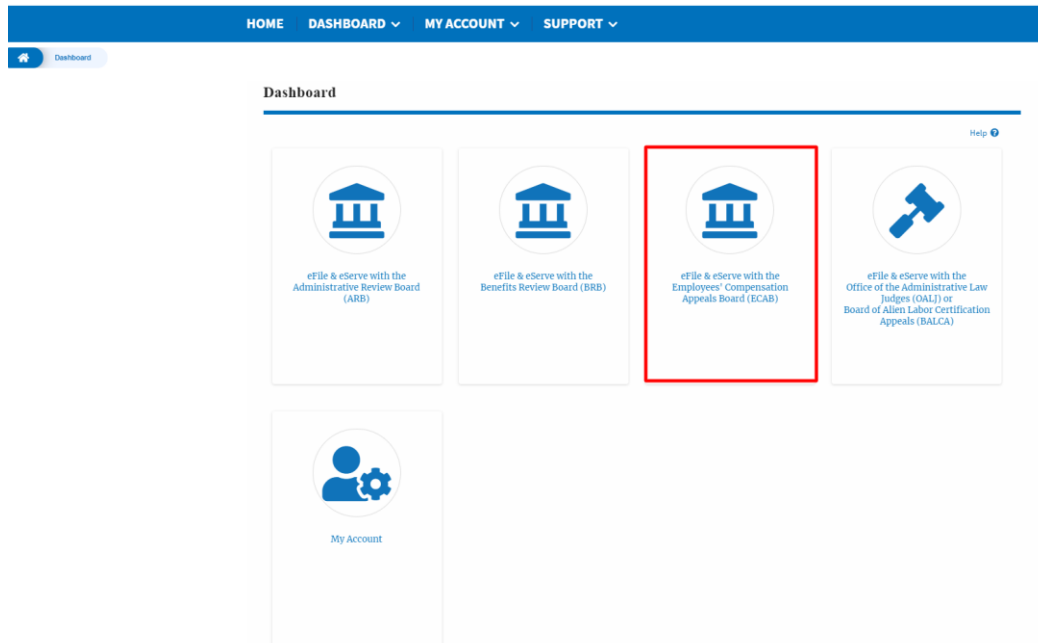 HOME DASHBOARD MY ACCOUNT SUPPORT
Dashboard
Dashboard
Help
eFile & eServe with the
Administrative Review Board
(ARB)
eFile & eServe with the
Benefits Review Board (BRB)
eFile & eServe with the
Employees' Compensation
Appeals Board (ECAB)
eFile & eServe with the
Office of the Administrative Law
Judges (OALJ) or
Board of Alien Labor Certification
Appeals (BALCA)
My Account